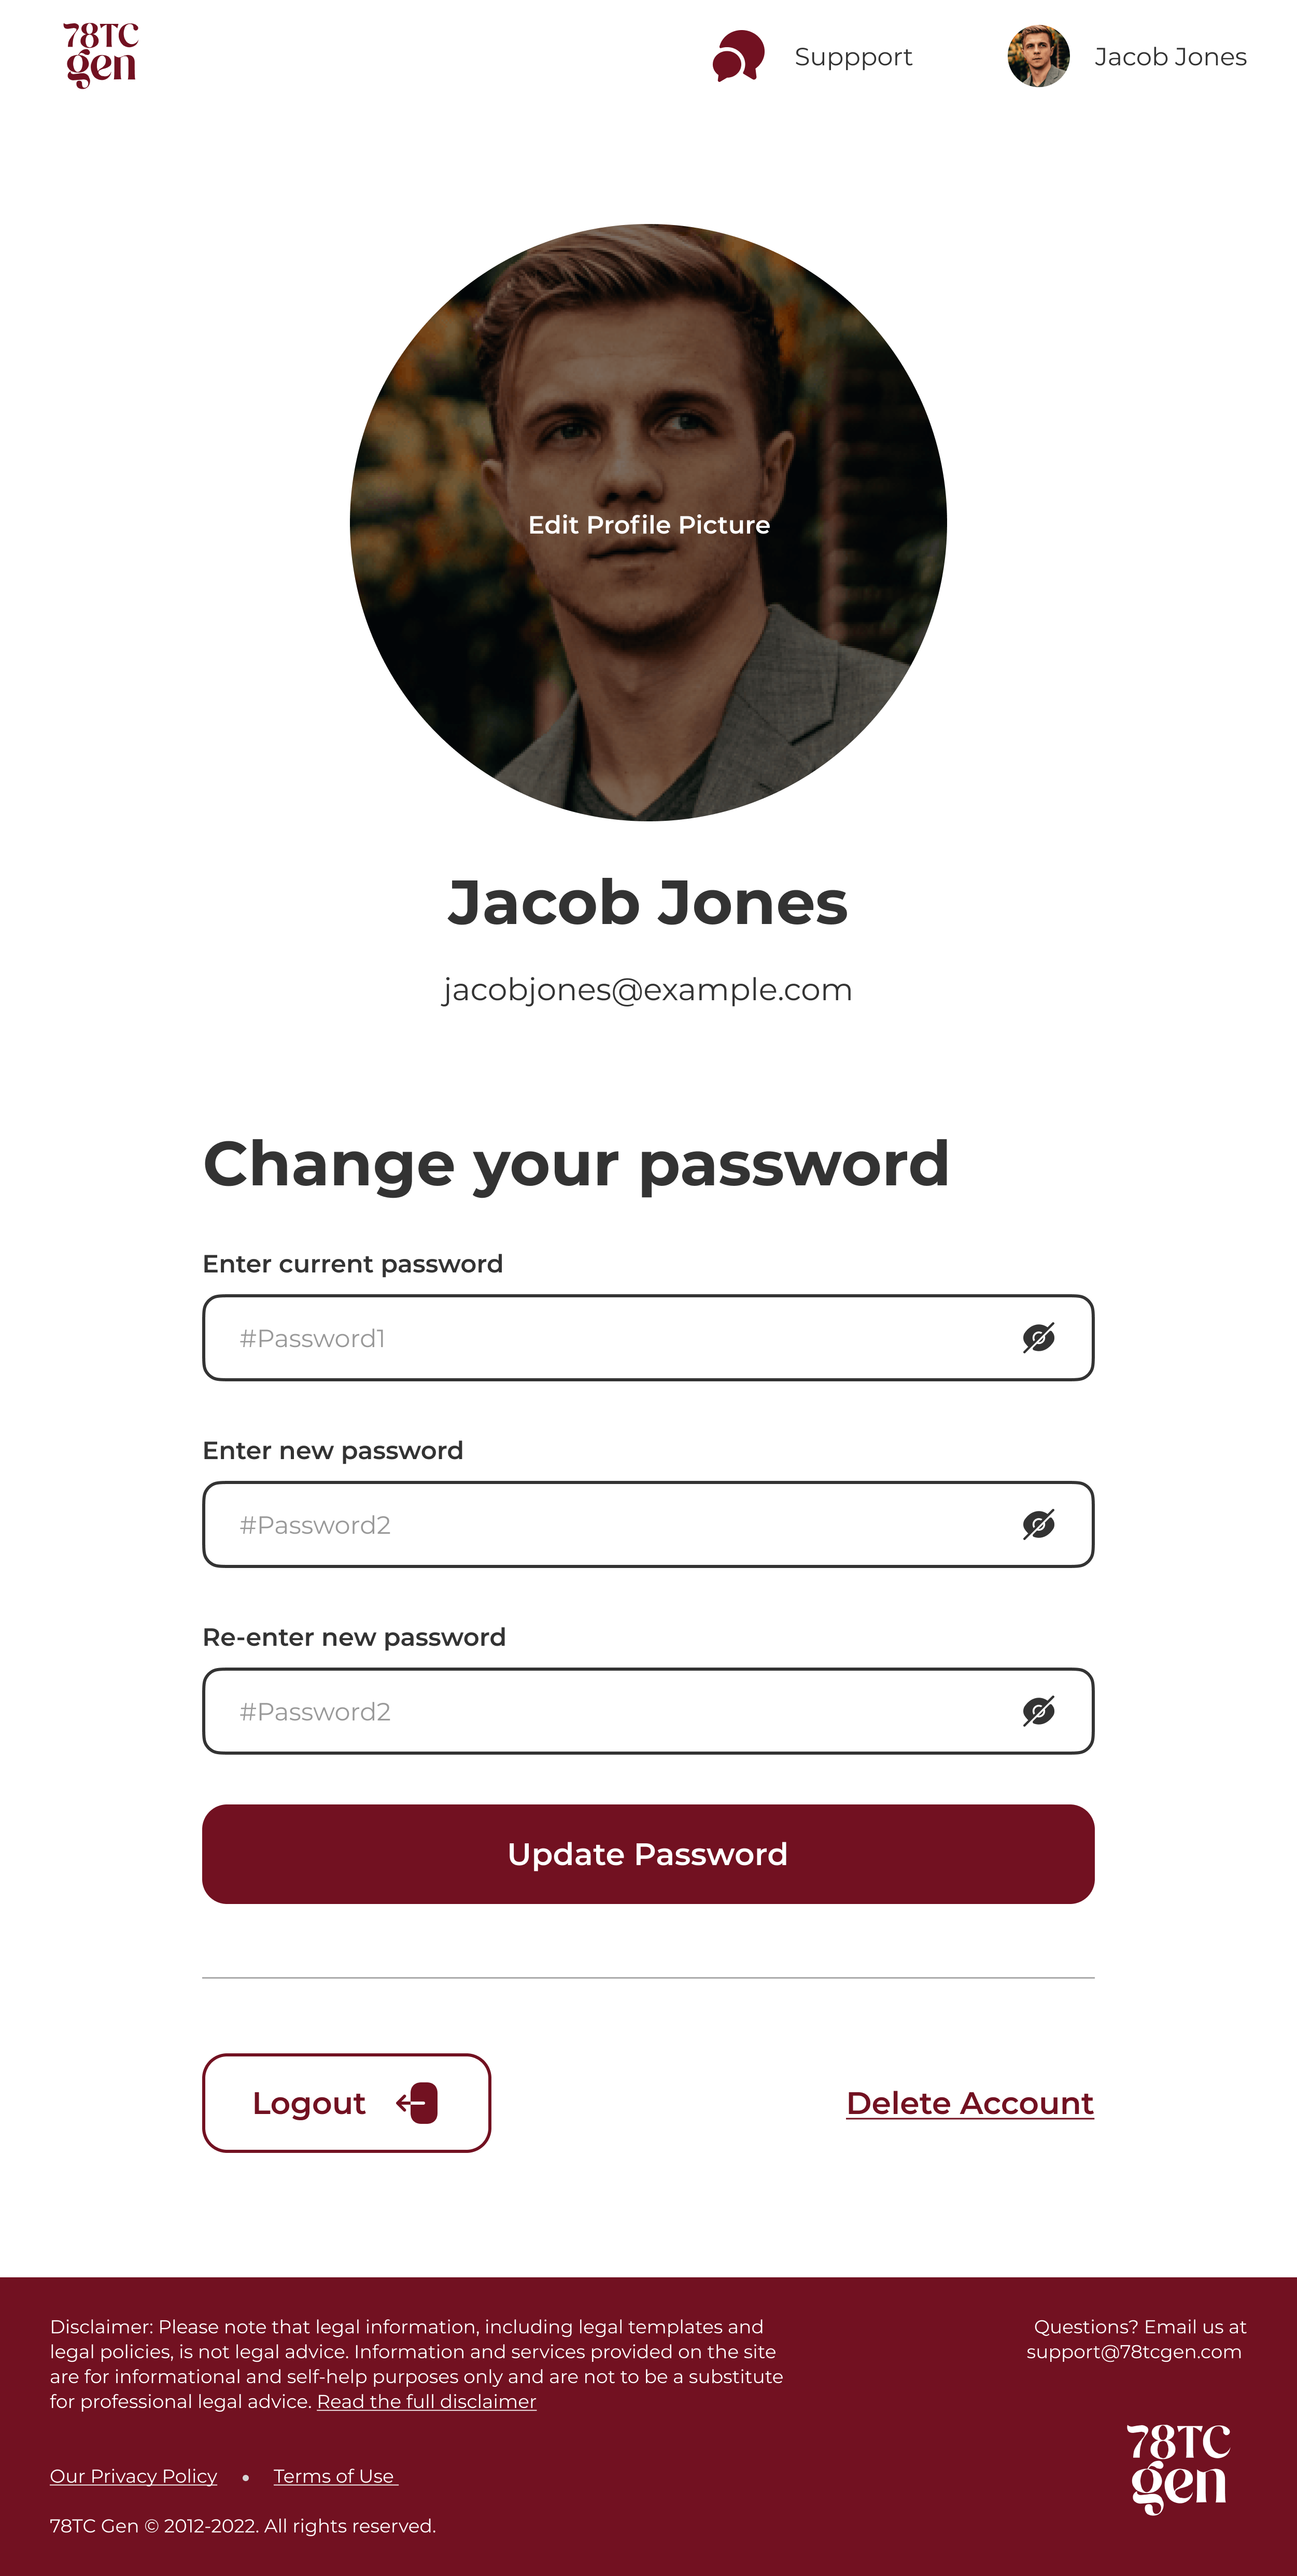 78TC
gen
Suppport
Jacob Jones
Edit Profile Picture
Jacob Jones
jacobjones@example.com
Change your password
Enter current password
#Password1
Enter new password
#Password2
Re-enter new password
#Password2
Update Password
Logout
Delete Account
Disclaimer: Please note that legal information, including legal templates and
legal policies, is not legal advice. Information and services provided on the site
are for informational and self-help purposes only and are not to be a substitute
for professional legal advice. Read the full disclaimer
Questions? Email us at
support@78tcgen.com
Our Privacy Policy • Terms of Use
78TC Gen © 2012-2022. All rights reserved.
78TC
gen